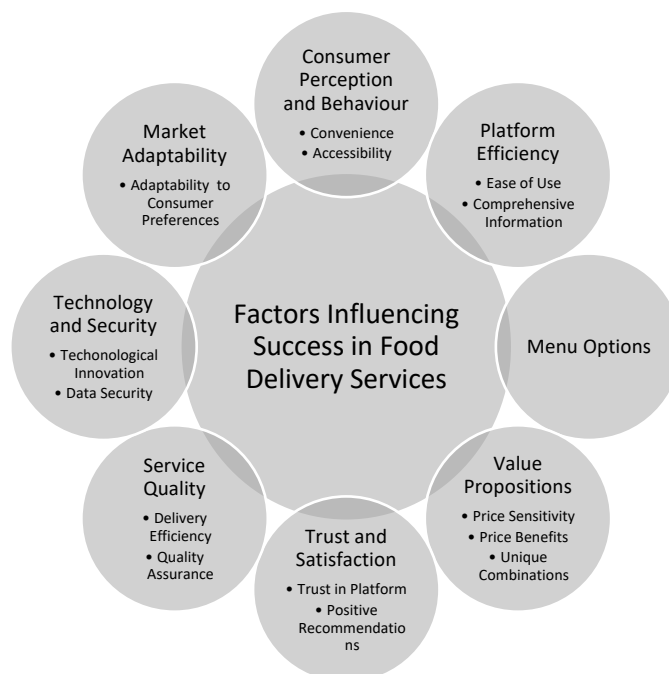 Consumer
Perception
and Behaviour
• Convenience
• Accessibility
Platform
Efficiency
• Ease of Use
• Comprehensive
Information
Menu Options
Value
Propositions
• Price Sensitivity
• Price Benefits
• Unique
Combinations
Trust and
Satisfaction
• Trust in Platform
• Positive
Recommendatio
ns
Service
Quality
• Delivery
Efficiency
• Quality
Assurance
Technology
and Security
• Techonological
Innovation
• Data Security
Market
Adaptability
• Adaptability to
Consumer
Preferences
Factors Influencing
Success in Food
Delivery Services